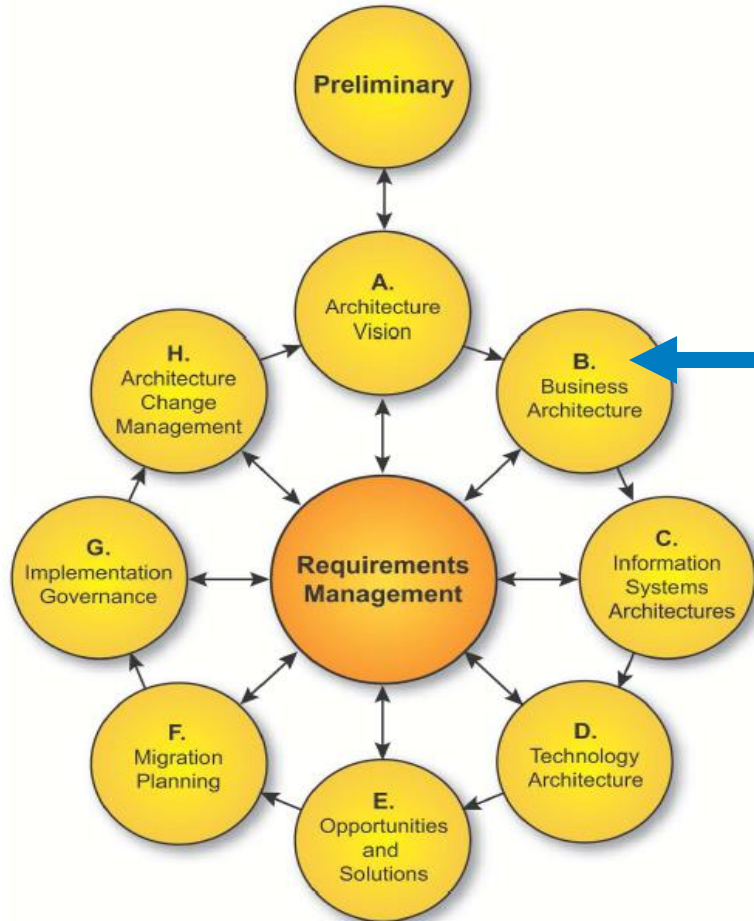 Preliminary
A.
Architecture
Vision
B.
Business
Architecture
C.
Information
Systems
Architectures
D.
Technology
Architecture
E.
Opportunities
and
Solutions
F.
Migration
Planning
G.
Implementation
Governance
H.
Architecture
Change
Management
Requirements
Management